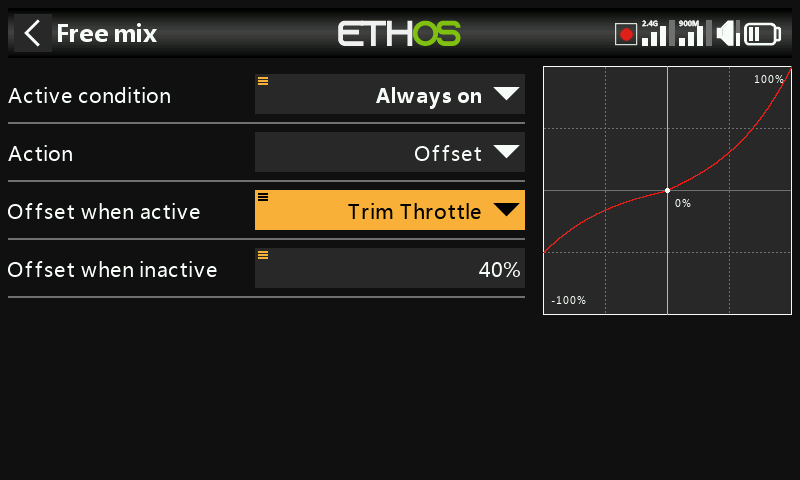 Free mix
ETHOS
2.4G
900M
Active condition
Always on
Action
Offset
Offset when active
Trim Throttle
Offset when inactive
40%
100%
0%
-100%